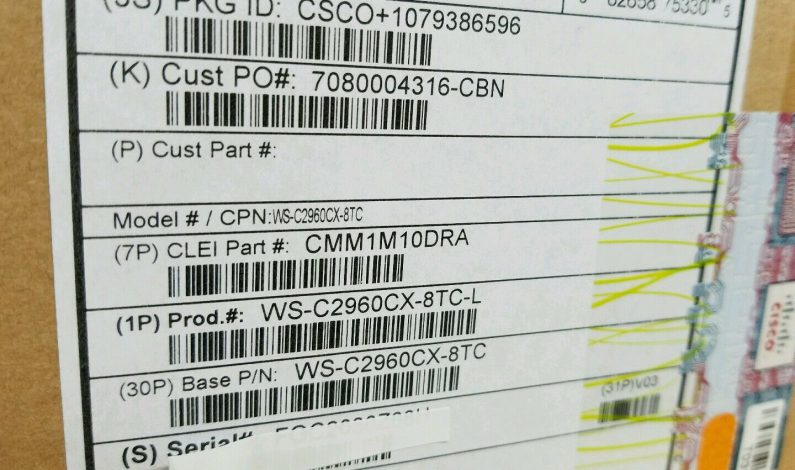 PKG ID: CSCO+1079386596
(K) Cust PO#: 7080004316-CBN
(P) Cust Part #:
Model # / CPN:WS-C2960CX-8TC
(7P) CLEI Part #: CMM1M10DRA
(1P) Prod.#: WS-C2960CX-8TC-L
(30P) Base P/N: WS-C2960CX-8TC
(31P)V03
(S) Serial#
CISCO